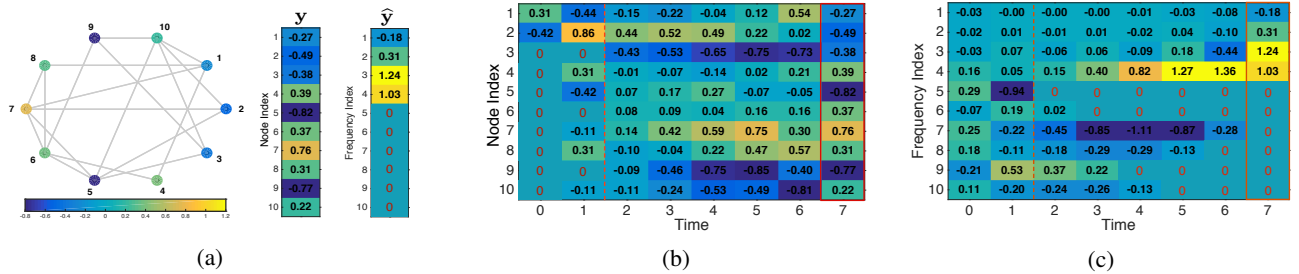 9 10
8 1
7 2
6 3
5 4
-0.8 -0.6 -0.4 -0.2 0 0.2 0.4 0.6 0.8 1 1.2
y
Node Index
1 -0.27
2 -0.49
3 -0.38
4 0.39
5 -0.82
6 0.37
7 0.76
8 0.31
9 -0.77
10 0.22
ŷ
Frequency Index
1 -0.18
2 0.31
3 1.24
4 1.03
5 0
6 0
7 0
8 0
9 0
10 0
(a)
Node Index
1 0.31 -0.44 -0.15 -0.22 -0.04 0.12 0.54 -0.27
2 -0.42 0.86 0.44 0.52 0.49 0.22 0.02 -0.49
3 0 0 -0.43 -0.53 -0.65 -0.75 -0.73 -0.38
4 0 0.31 -0.01 -0.07 -0.14 0.02 0.21 0.39
5 0 -0.42 0.07 0.17 0.27 -0.07 -0.05 -0.82
6 0 0 0.08 0.09 0.04 0.16 0.16 0.37
7 0 -0.11 0.14 0.42 0.59 0.75 0.30 0.76
8 0 0.31 -0.10 -0.04 0.22 0.47 0.57 0.31
9 0 0 -0.09 -0.46 -0.75 -0.85 -0.40 -0.77
10 0 -0.11 -0.11 -0.24 -0.53 -0.49 -0.81 0.22
0 1 2 3 4 5 6 7
Time
(b)
Frequency Index
1 -0.03 -0.00 -0.00 -0.01 -0.01 -0.03 -0.08 -0.18
2 -0.02 0.01 0.01 -0.01 -0.02 0.04 -0.10 0.31
3 -0.03 0.07 -0.06 0.06 -0.09 0.18 -0.44 1.24
4 0.16 0.05 0.15 0.40 0.82 1.27 1.36 1.03
5 0.29 -0.94 0 0 0 0 0 0
6 -0.07 0.19 0.02 0 0 0 0 0
7 0.25 -0.22 -0.45 -0.85 -1.11 -0.87 -0.28 0
8 0.18 -0.11 -0.18 -0.29 -0.29 -0.13 0 0
9 -0.21 0.53 0.37 0.22 0 0 0 0
10 0.11 -0.20 -0.24 -0.26 -0.13 0 0 0
0 1 2 3 4 5 6 7
Time
(c)